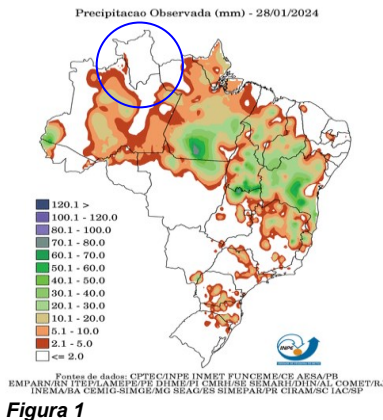 Precipitacao Observada (mm) - 28/01/2024
120.1 >
100.1 - 120.0
80.1 - 100.0
70.1 - 80.0
60.1 - 70.0
50.1 - 60.0
40.1 - 50.0
30.1 - 40.0
20.1 - 30.0
10.1 - 20.0
5.1 - 10.0
2.1 - 5.0
<= 2.0
INPE
Fontes de dados: CPTEC/INPE INMET FUNCEME/CE AESA/PB
EMPARN/RN ITEP/LAMEPE/PE DHME/PI CMRH/SE SEMARH/DHN/AL COMET/RJ
INEMA/BA CEMIG-SIMGE/MG SEAG/ES SIMEPAR/PR CIRAM/SC IAC/SP
Figura 1